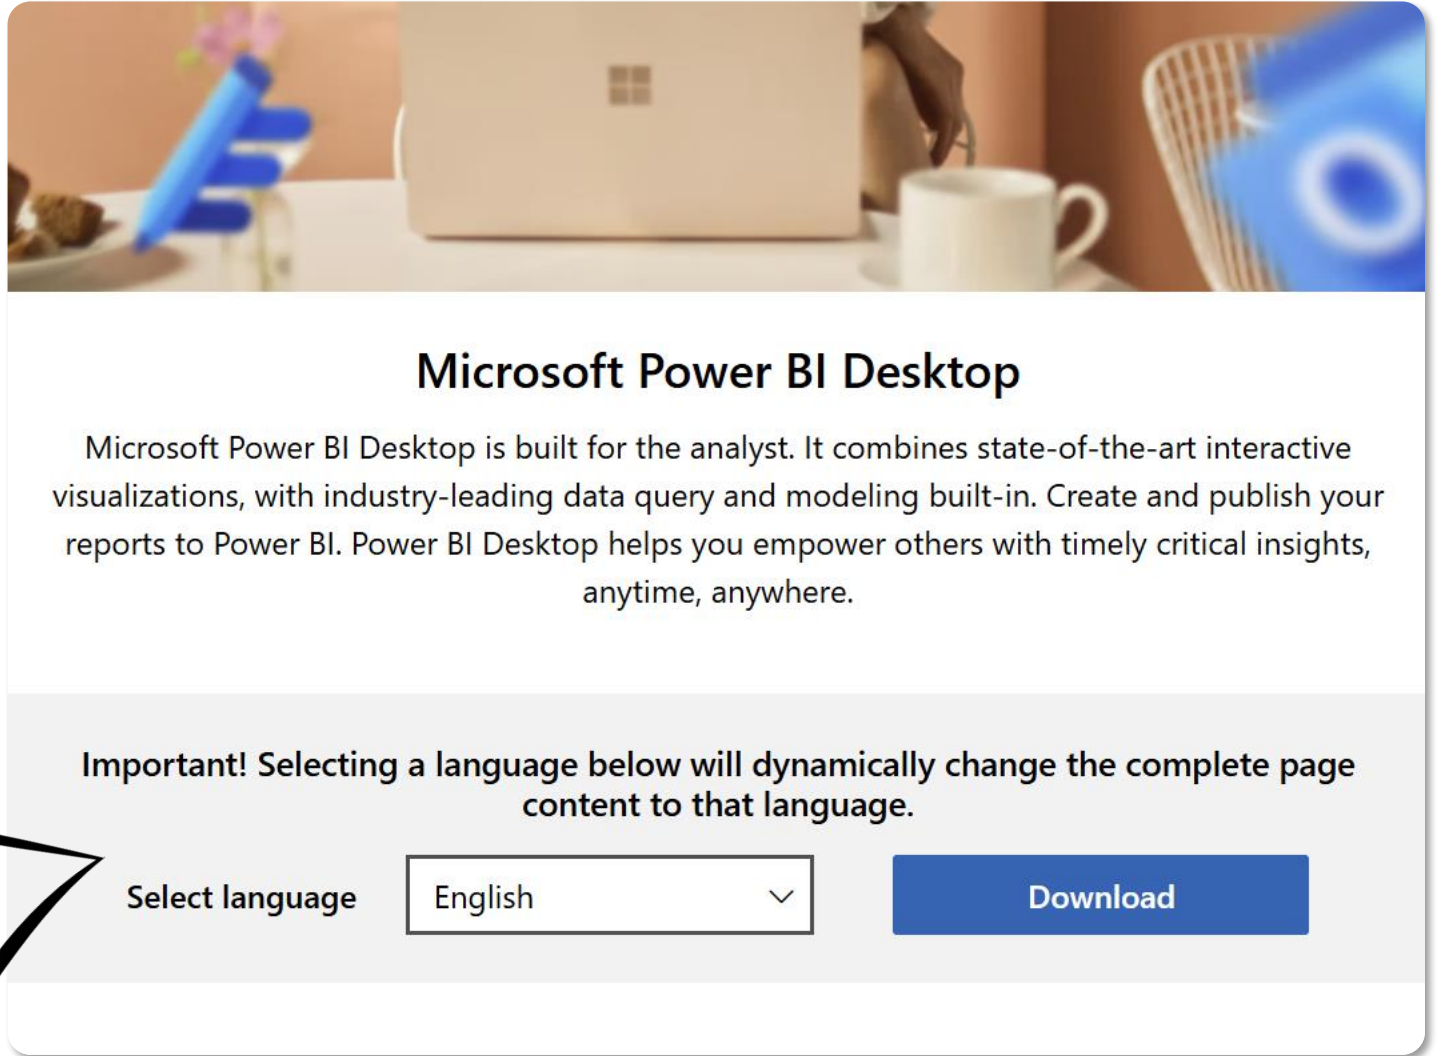 Microsoft Power BI Desktop
Microsoft Power BI Desktop is built for the analyst. It combines state-of-the-art interactive
visualizations, with industry-leading data query and modeling built-in. Create and publish your
reports to Power BI. Power BI Desktop helps you empower others with timely critical insights,
anytime, anywhere.
Important! Selecting a language below will dynamically change the complete page
content to that language.
Select language
English
Download